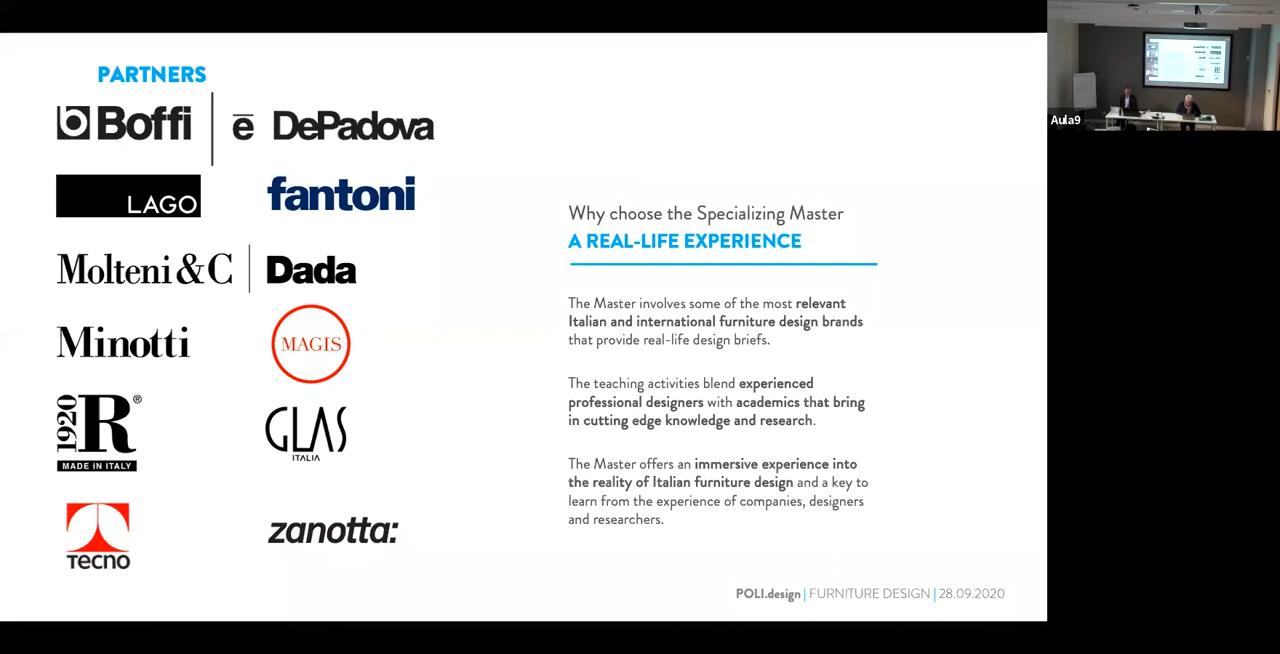 PARTNERS
Boffi
ē DePadova
LAGO
fantoni
Molteni&C
Dada
Minotti
MAGIS
1920
R®
MADE IN ITALY
GLAS
ITALIA
TECNO
zanotta:
Why choose the Specializing Master
A REAL-LIFE EXPERIENCE
The Master involves some of the most relevant
Italian and international furniture design brands
that provide real-life design briefs.
The teaching activities blend experienced
professional designers with academics that bring
in cutting edge knowledge and research.
The Master offers an immersive experience into
the reality of Italian furniture design and a key to
learn from the experience of companies, designers
and researchers.
POLI.design | FURNITURE DESIGN | 28.09.2020
Aula9